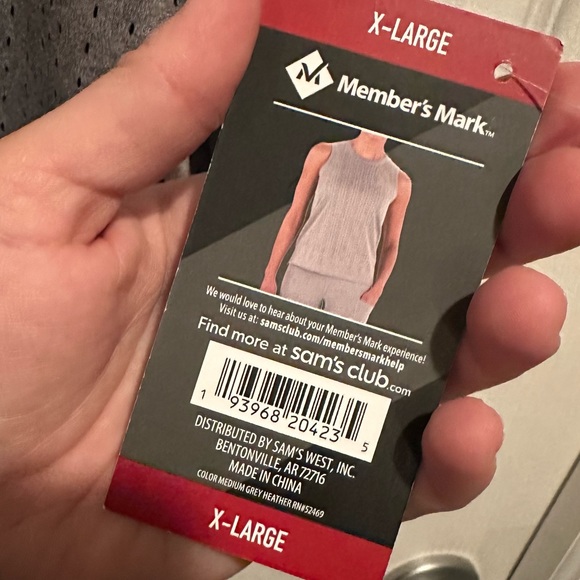 X-LARGE
Member's Mark™
We would love to hear about your Member's Mark experience!
Visit us at: samsclub.com/membersmarkhelp
Find more at sam's club.com
1 93968 20423 5
DISTRIBUTED BY SAM'S WEST, INC.
BENTONVILLE, AR 72716
MADE IN CHINA
COLOR MEDIUM GREY HEATHER RN#52469
X-LARGE